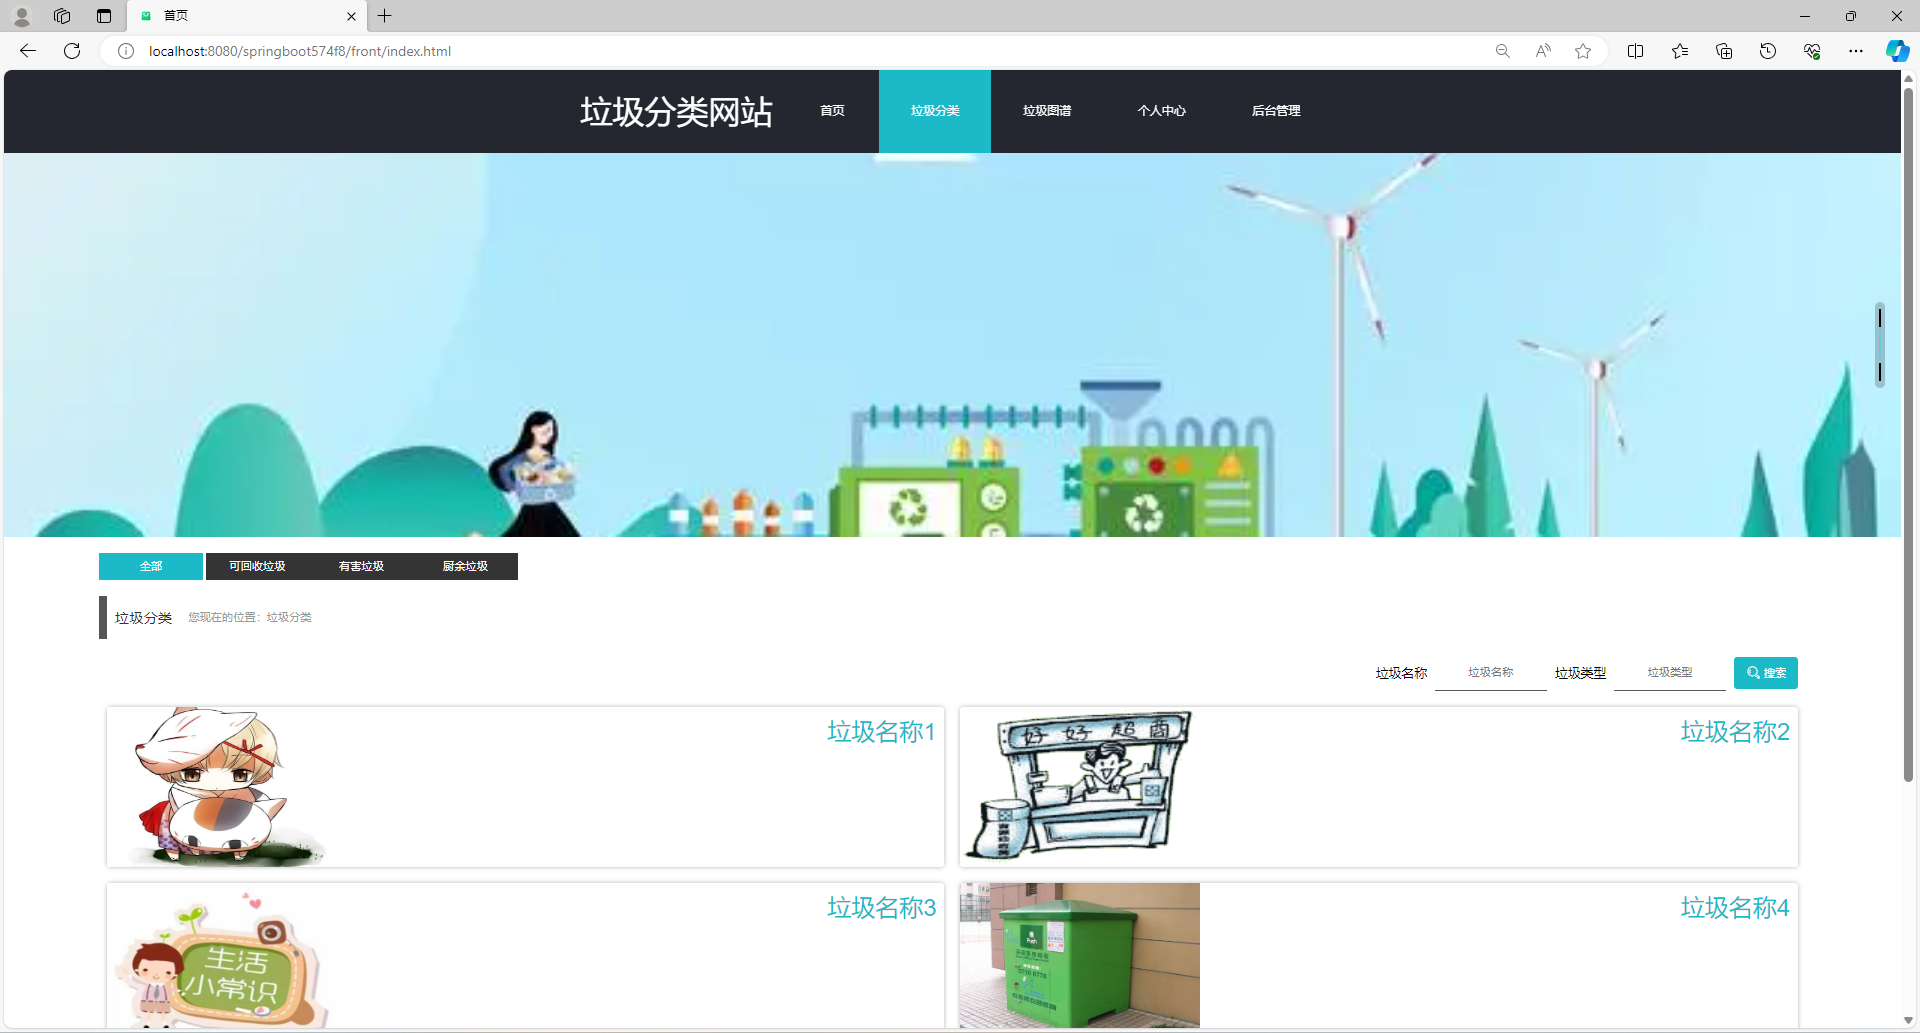 首页
localhost:8080/springboot574f8/front/index.html
垃圾分类网站
首页
垃圾分类
垃圾图谱
个人中心
后台管理
全部
可回收垃圾
有害垃圾
厨余垃圾
垃圾分类
您现在的位置：垃圾分类
垃圾名称
垃圾名称
垃圾类型
垃圾类型
搜索
垃圾名称1
好好超商
垃圾名称2
生活
小常识
垃圾名称3
Push
垃圾名称4